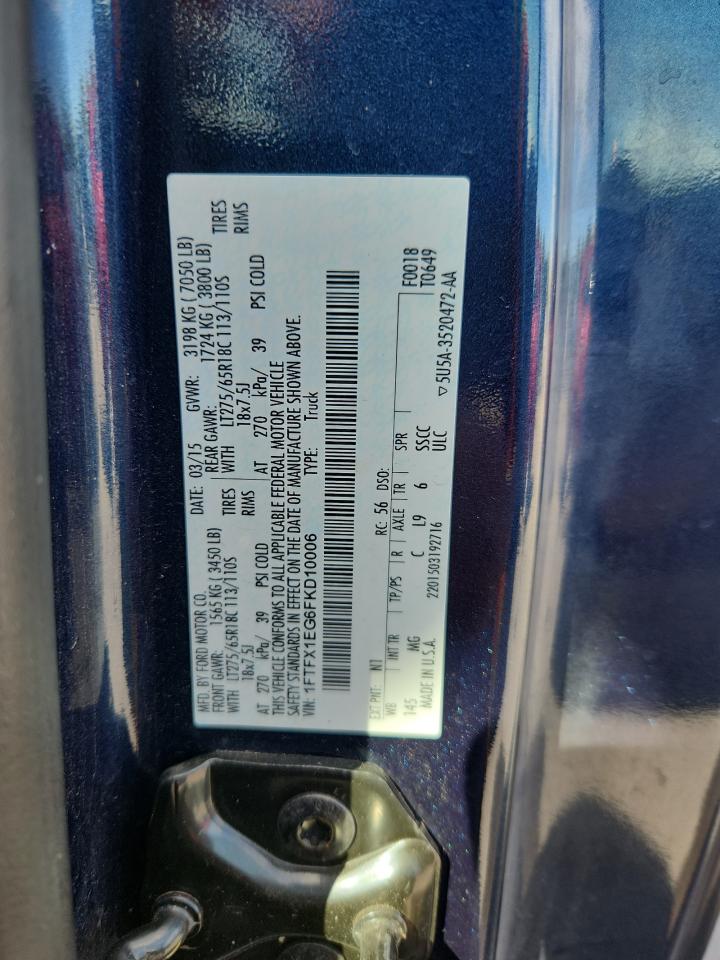 MFD. BY FORD MOTOR CO. DATE: 03/15 GVWR: 3198 KG ( 7050 LB)
FRONT GAWR: 1565 KG ( 3450 LB) REAR GAWR: 1724 KG ( 3800 LB)
WITH LT275/65R18C 113/110S TIRES WITH LT275/65R18C 113/110S TIRES
18x7.5J RIMS 18x7.5J RIMS
AT 270 kPa/ 39 PSI COLD AT 270 kPa/ 39 PSI COLD
THIS VEHICLE CONFORMS TO ALL APPLICABLE FEDERAL MOTOR VEHICLE
SAFETY STANDARDS IN EFFECT ON THE DATE OF MANUFACTURE SHOWN ABOVE.
VIN: 1FTFX1EG6FKD10006 TYPE: Truck
EXT PNT: N1 RC: 56 DSO: F0018
WB INT TR TP/PS R AXLE TR SPR T0649
145 MG C L9 6 SSCC
MADE IN U.S.A. 2201503192716 ULC ▽5U5A-3520472-AA